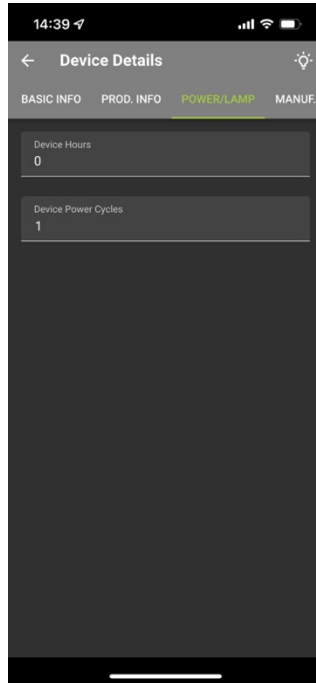 14:39
Device Details
BASIC INFO PROD. INFO POWER/LAMP MANUF.
Device Hours
0
Device Power Cycles
1